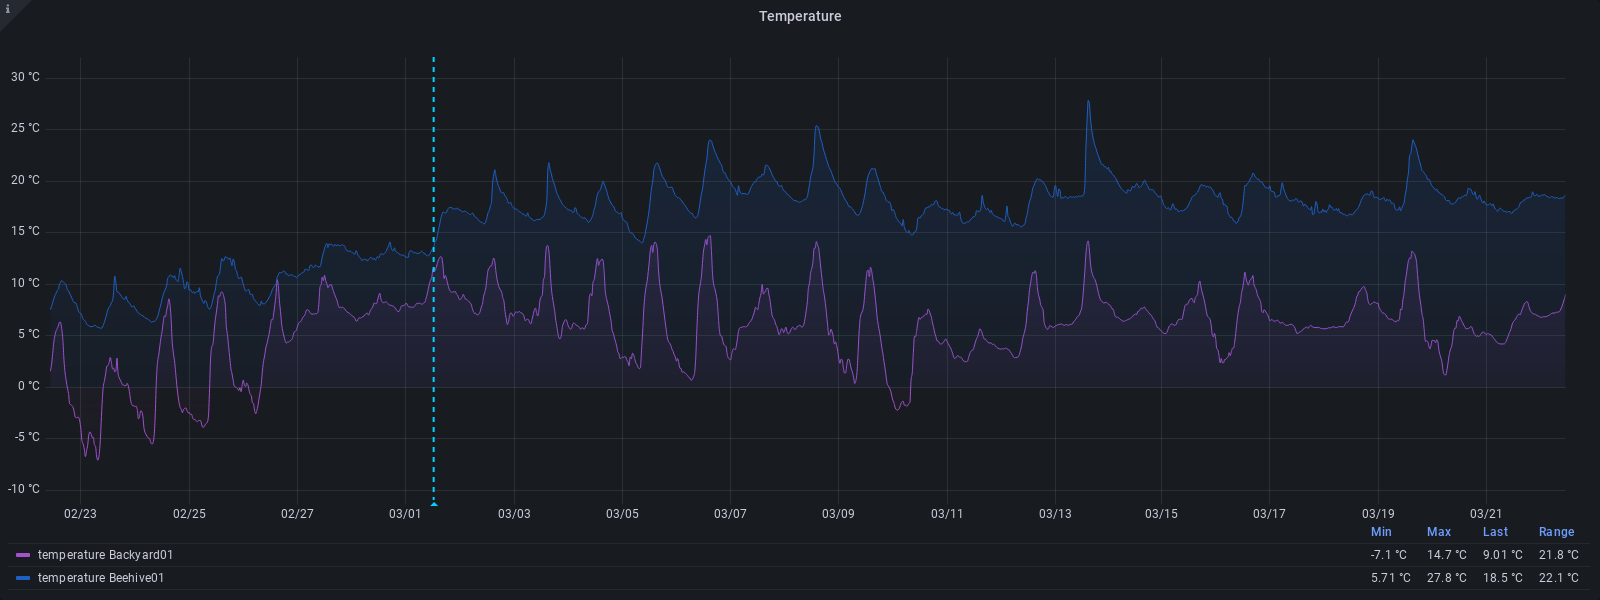 i
Temperature
30 °C
25 °C
20 °C
15 °C
10 °C
5 °C
0 °C
-5 °C
-10 °C
02/23 02/25 02/27 03/01 03/03 03/05 03/07 03/09 03/11 03/13 03/15 03/17 03/19 03/21
Min Max Last Range
temperature Backyard01 -7.1 °C 14.7 °C 9.01 °C 21.8 °C
temperature Beehive01 5.71 °C 27.8 °C 18.5 °C 22.1 °C